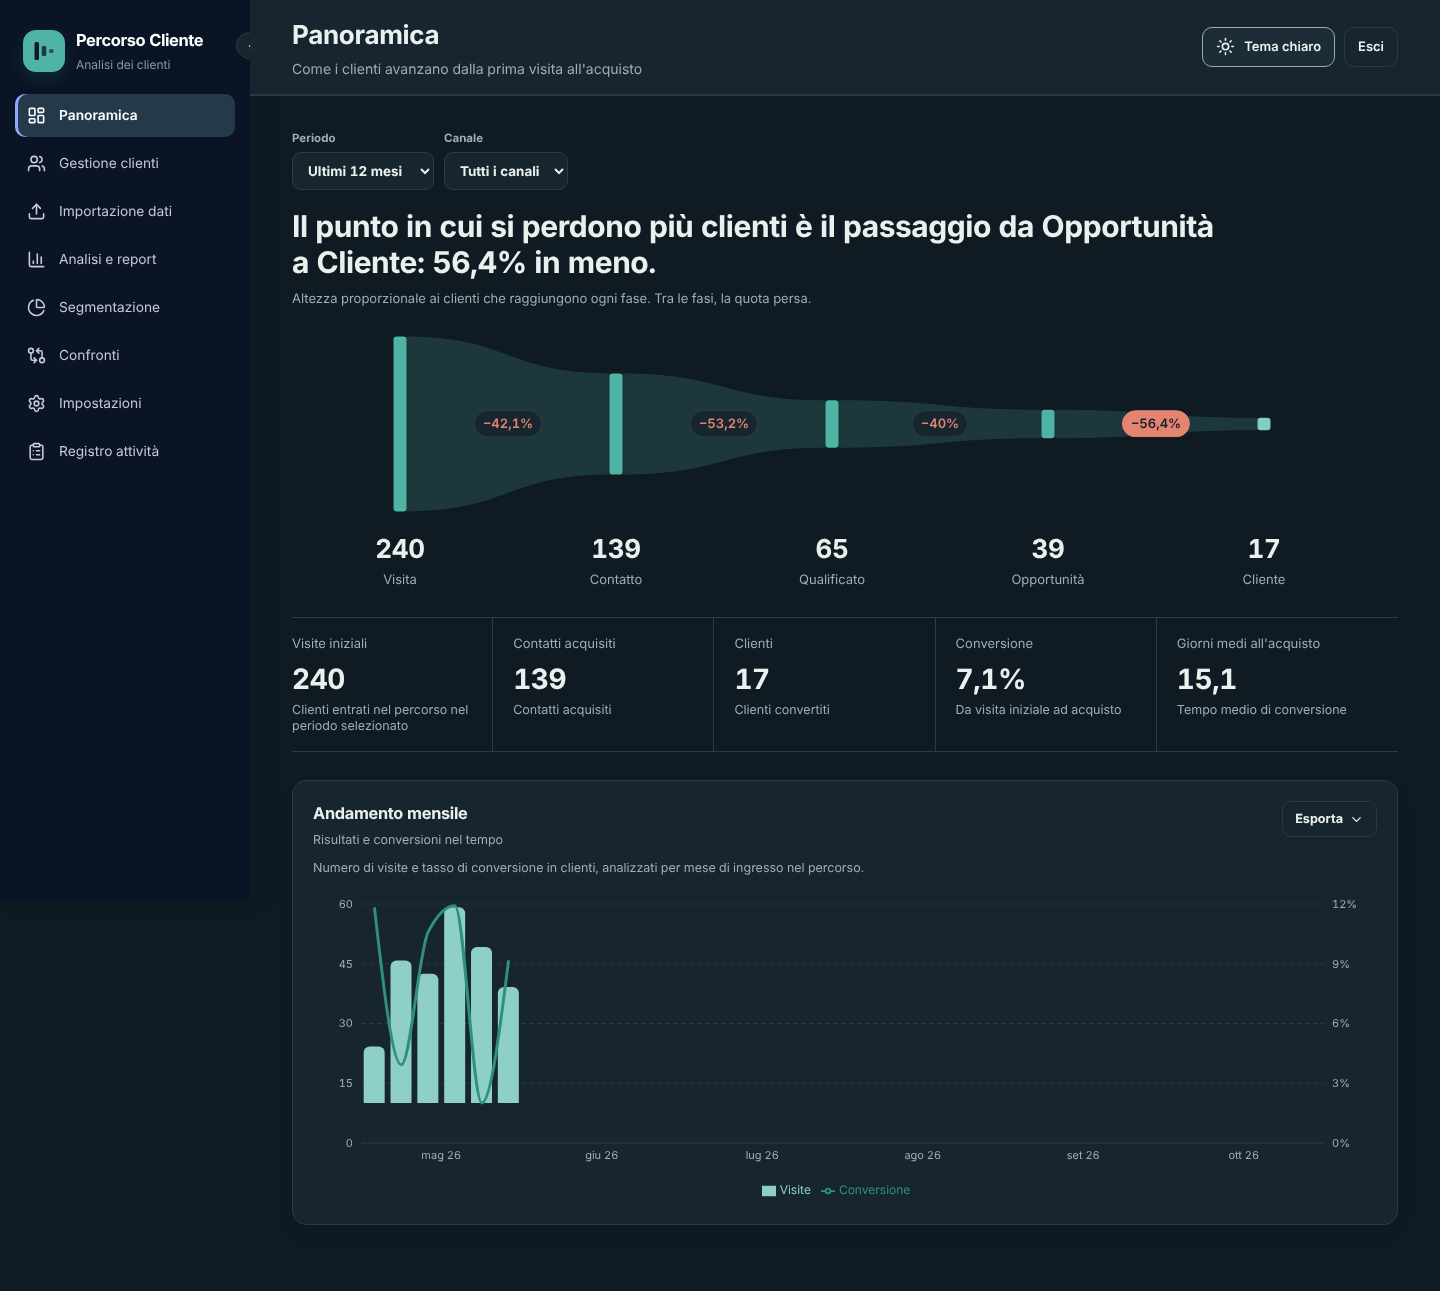 Percorso Cliente
Analisi dei clienti
Panoramica
Gestione clienti
Importazione dati
Analisi e report
Segmentazione
Confronti
Impostazioni
Registro attività
Panoramica
Come i clienti avanzano dalla prima visita all'acquisto
Tema chiaro
Esci
Periodo
Canale
Ultimi 12 mesi
Tutti i canali
Il punto in cui si perdono più clienti è il passaggio da Opportunità
a Cliente: 56,4% in meno.
Altezza proporzionale ai clienti che raggiungono ogni fase. Tra le fasi, la quota persa.
−42,1%
−53,2%
−40%
−56,4%
240
139
65
39
17
Visita
Contatto
Qualificato
Opportunità
Cliente
Visite iniziali
240
Clienti entrati nel percorso nel
periodo selezionato
Contatti acquisiti
139
Contatti acquisiti
Clienti
17
Clienti convertiti
Conversione
7,1%
Da visita iniziale ad acquisto
Giorni medi all'acquisto
15,1
Tempo medio di conversione
Andamento mensile
Risultati e conversioni nel tempo
Esporta
Numero di visite e tasso di conversione in clienti, analizzati per mese di ingresso nel percorso.
60
45
30
15
0
12%
9%
6%
3%
0%
mag 26
giu 26
lug 26
ago 26
set 26
ott 26
Visite
Conversione